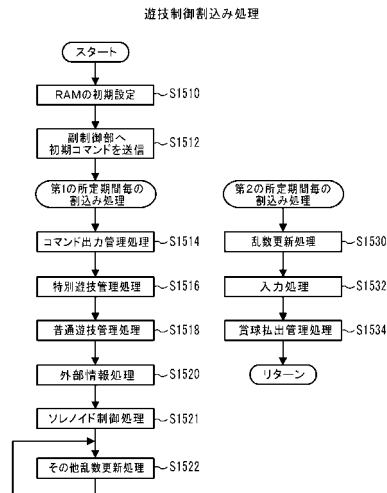 遊技制御割込み処理
スタート
RAMの初期設定
S1510
副制御部へ
初期コマンドを送信
S1512
第1の所定期間毎の
割込み処理
コマンド出力管理処理
S1514
特別遊技管理処理
S1516
普通遊技管理処理
S1518
外部情報処理
S1520
ソレノイド制御処理
S1521
その他乱数更新処理
S1522
第2の所定期間毎の
割込み処理
乱数更新処理
S1530
入力処理
S1532
賞球払出管理処理
S1534
リターン